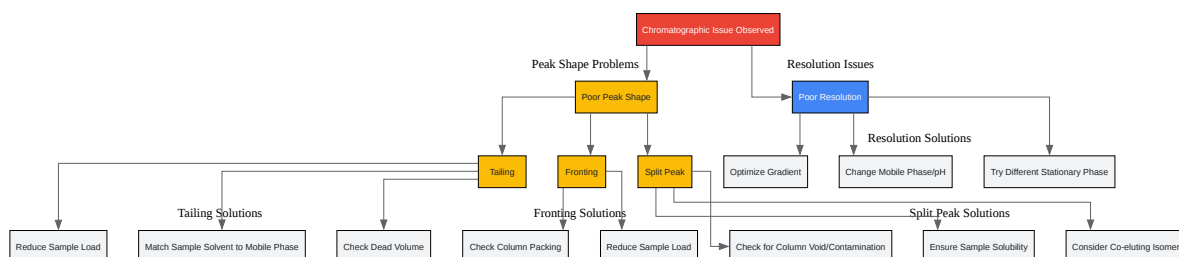 Chromatographic Issue Observed
Peak Shape Problems
Resolution Issues
Poor Peak Shape
Poor Resolution
Resolution Solutions
Tailing
Fronting
Split Peak
Optimize Gradient
Change Mobile Phase/pH
Try Different Stationary Phase
Tailing Solutions
Fronting Solutions
Split Peak Solutions
Reduce Sample Load
Match Sample Solvent to Mobile Phase
Check Dead Volume
Check Column Packing
Reduce Sample Load
Check for Column Void/Contamination
Ensure Sample Solubility
Consider Co-eluting Isomer